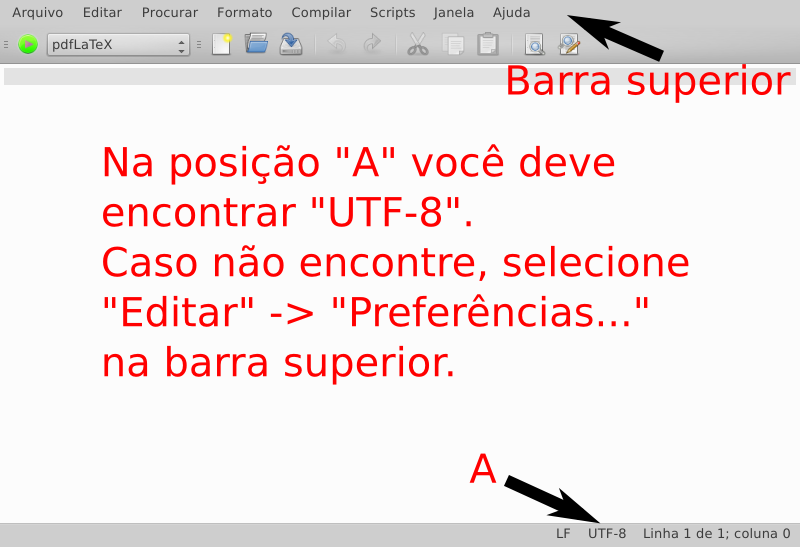 Arquivo Editar Procurar Formato Compilar Scripts Janela Ajuda
pdfLaTeX
Barra superior
Na posição "A" você deve
encontrar "UTF-8".
Caso não encontre, selecione
"Editar" -> "Preferências..."
na barra superior.
A
LF UTF-8 Linha 1 de 1; coluna 0